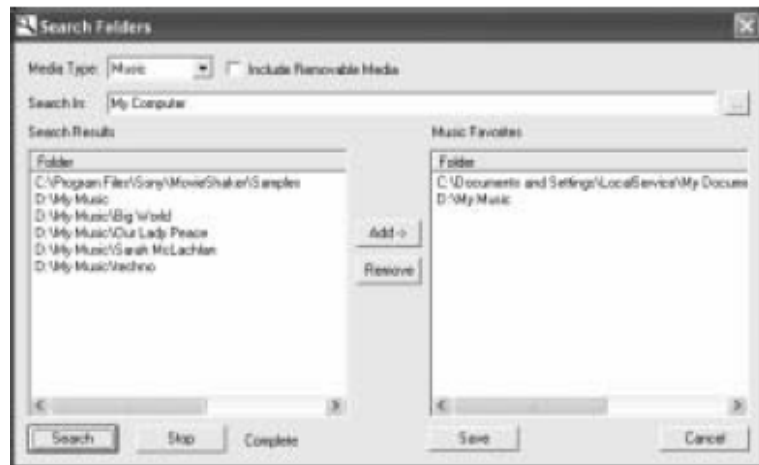 Search Folders
Media Type: Music Include Removable Media
Search In: My Computer ...
Search Results
Folder
C:\Program Files\Sony\MovieShaker\Samples
D:\My Music
D:\My Music\Big World
D:\My Music\Our Lady Peace
D:\My Music\Sarah McLachlan
D:\My Music\techno
Add ->
Remove
Music Favorites
Folder
C:\Documents and Settings\LocalService\My Docume
D:\My Music
Search Stop Complete Save Cancel